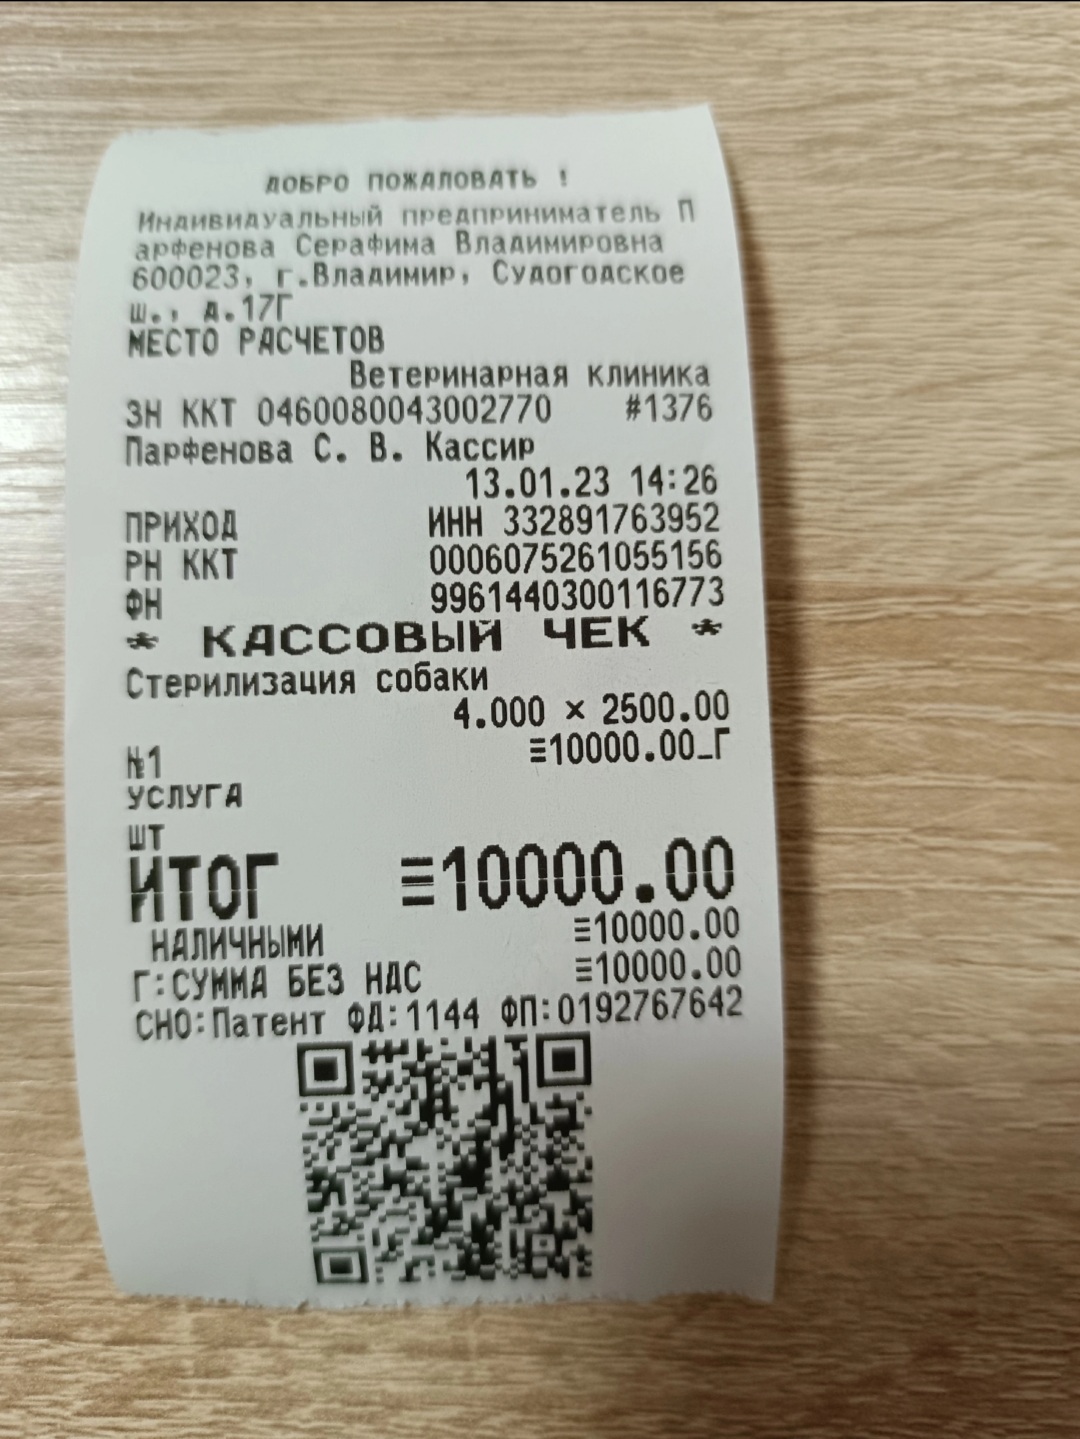 ДОБРО ПОЖАЛОВАТЬ !
Индивидуальный предприниматель П
арфенова Серафима Владимировна
600023, г.Владимир, Судогодское
ш., д.17Г
МЕСТО РАСЧЕТОВ
Ветеринарная клиника
ЗН ККТ 0460080043002770 #1376
Парфенова С. В. Кассир
13.01.23 14:26
ПРИХОД ИНН 332891763952
РН ККТ 0006075261055156
ФН 9961440300116773
* КАССОВЫЙ ЧЕК *
Стерилизация собаки
4.000 × 2500.00
№1 ≡10000.00_Г
УСЛУГА
шт
ИТОГ ≡10000.00
НАЛИЧНЫМИ ≡10000.00
Г:СУММА БЕЗ НДС ≡10000.00
СНО:Патент ФД:1144 ФП:0192767642